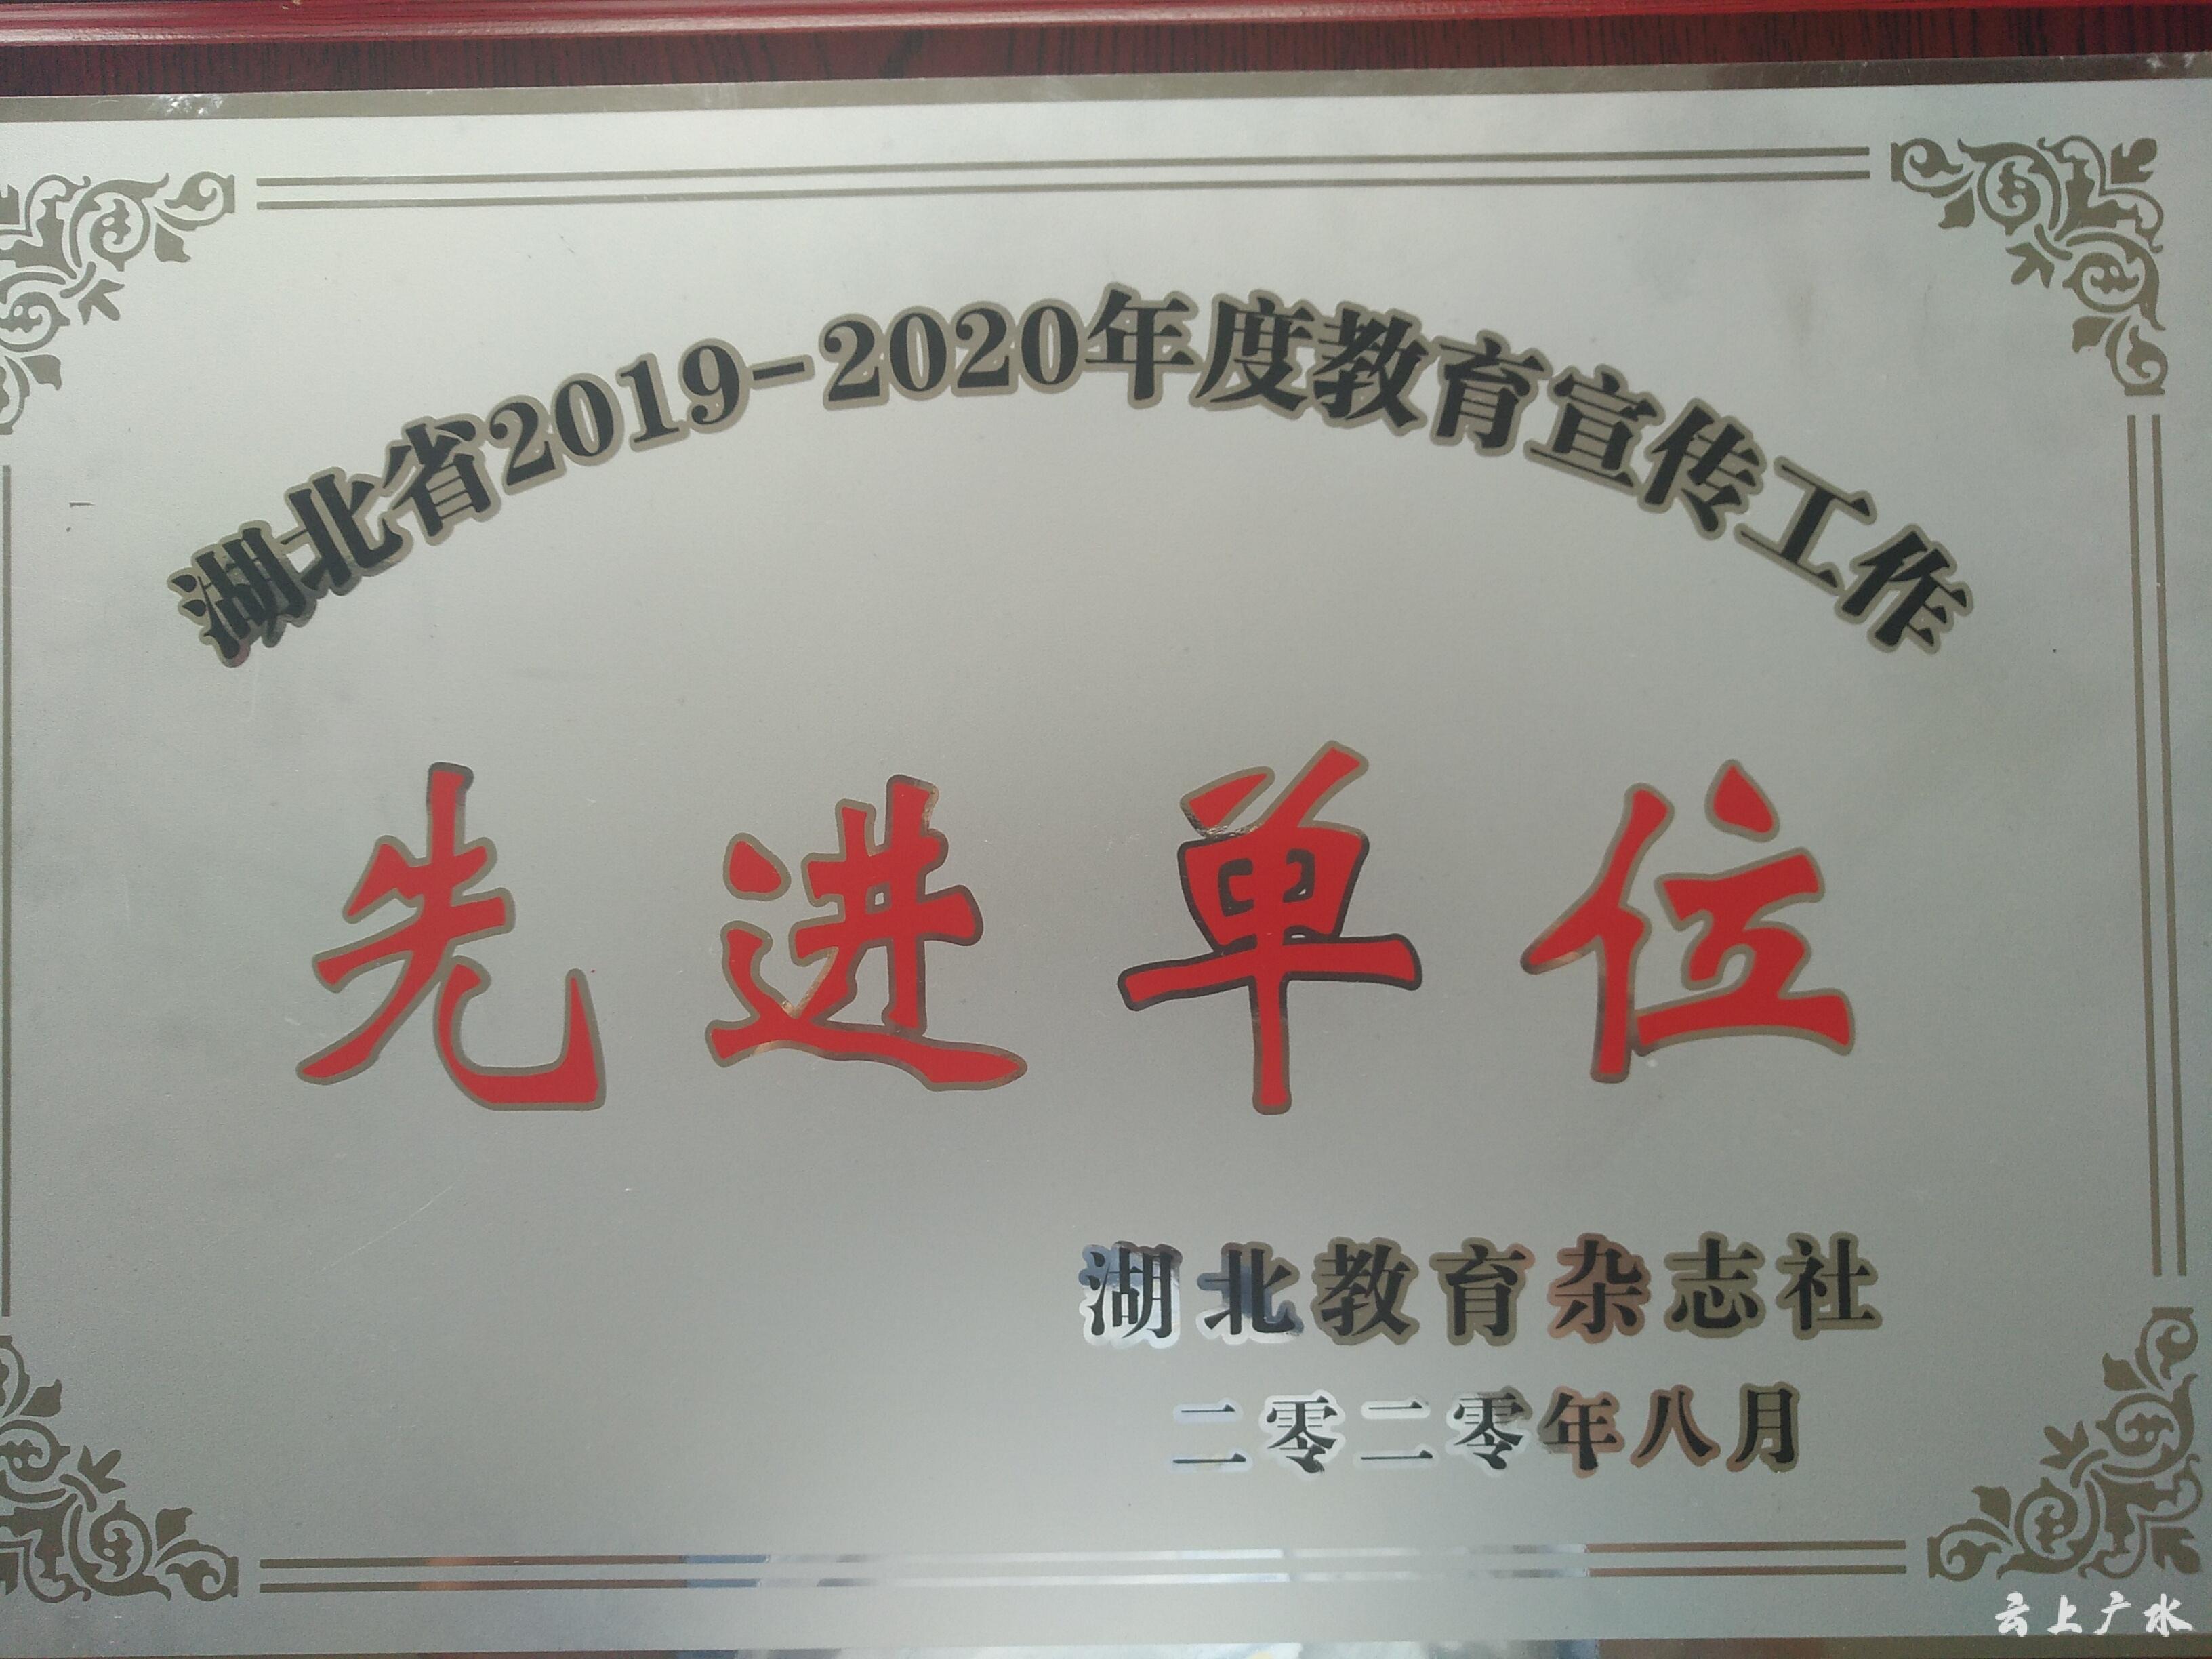 湖北省2019-2020年度教育宣传工作
先进单位
湖北教育杂志社
二零二零年八月
云上广水